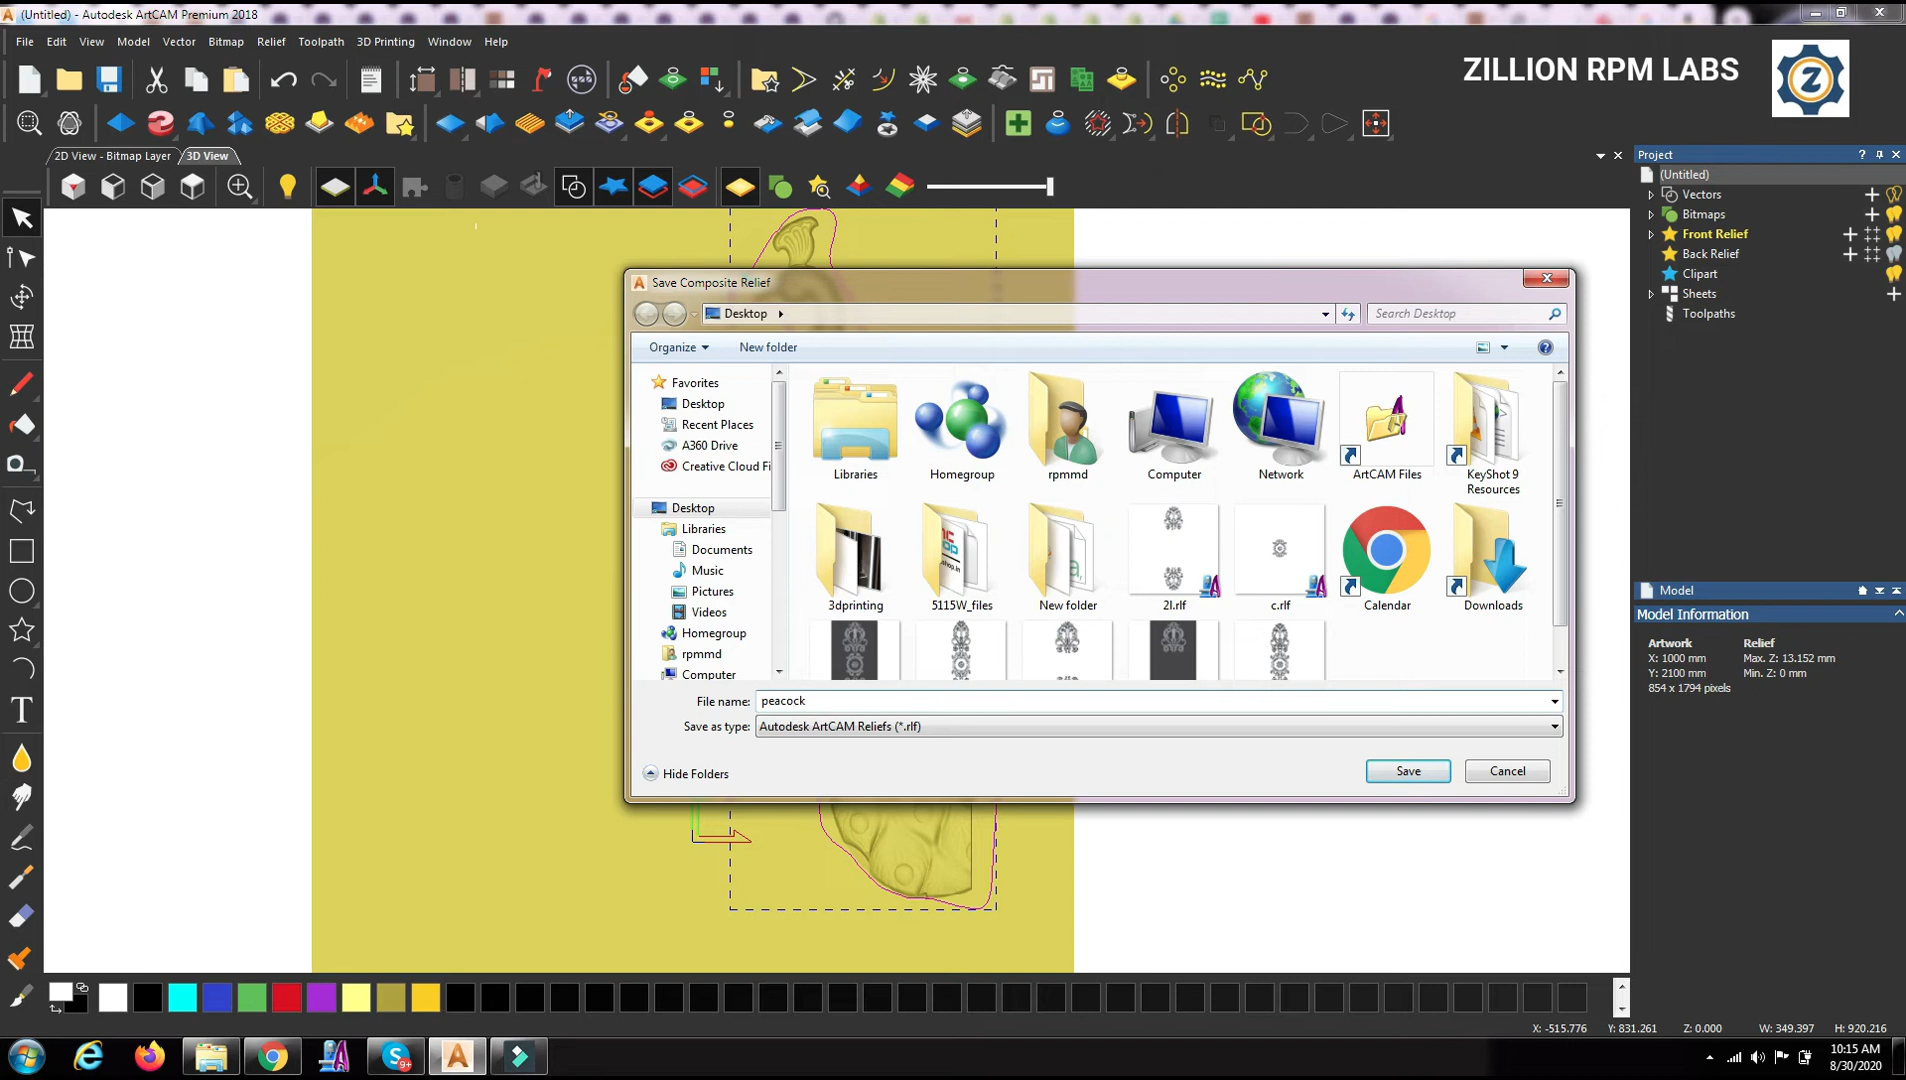 (Untitled) - Autodesk ArtCAM Premium 2018
File Edit View Model Vector Bitmap Relief Toolpath 3D Printing Window Help
ZILLION RPM LABS
Z
2D View - Bitmap Layer
3D View
Project
(Untitled)
Vectors
Bitmaps
Front Relief
Back Relief
Clipart
Sheets
Toolpaths
Save Composite Relief
Desktop
Search Desktop
Organize
New folder
Favorites
Desktop
Recent Places
A360 Drive
Creative Cloud Fi
Desktop
Libraries
Documents
Music
Pictures
Videos
Homegroup
rpmmd
Computer
Libraries
Homegroup
rpmmd
Computer
Network
ArtCAM Files
KeyShot 9
Resources
3dprinting
5115W_files
New folder
2l.rlf
c.rlf
Calendar
Downloads
File name: peacock
Save as type: Autodesk ArtCAM Reliefs (*.rlf)
Hide Folders
Save
Cancel
Model
Model Information
Artwork
X: 1000 mm
Y: 2100 mm
854 x 1794 pixels
Relief
Max. Z: 13.152 mm
Min. Z: 0 mm
X: -515.776 Y: 831.261 Z: 0.000 W: 349.397 H: 920.216
9+
10:15 AM
8/30/2020